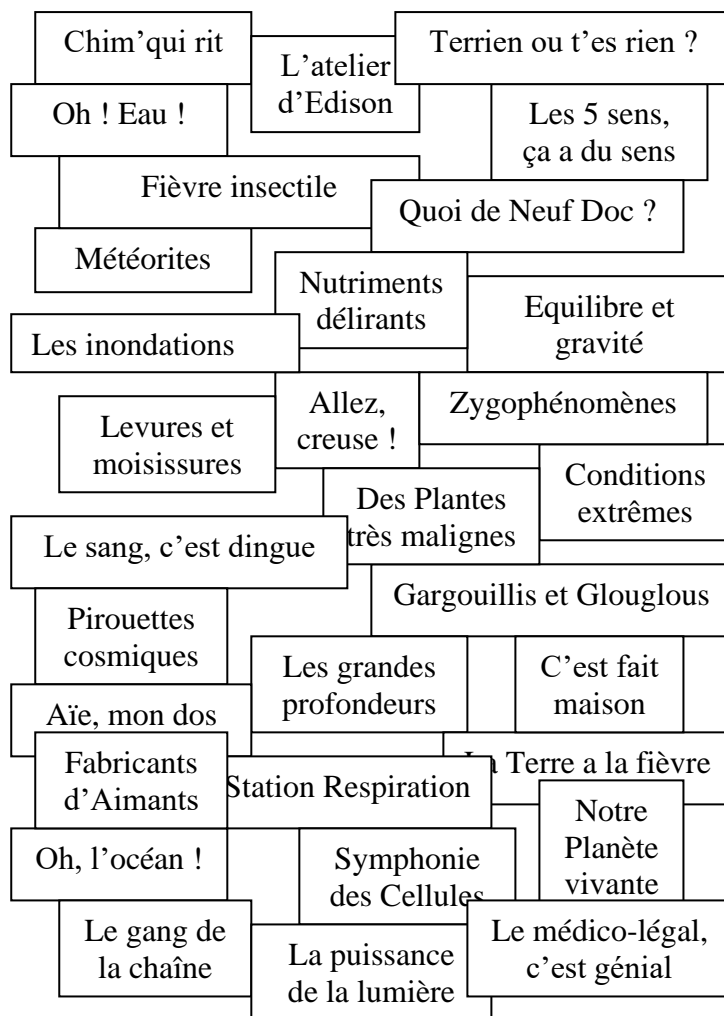 Chim’qui rit
L’atelier
d’Edison
Terrien ou t’es rien ?
Oh ! Eau !
Les 5 sens,
ça a du sens
Fièvre insectile
Quoi de Neuf Doc ?
Météorites
Nutriments
délirants
Equilibre et
gravité
Les inondations
Allez,
creuse !
Zygophénomènes
Levures et
moisissures
Conditions
extrêmes
Des Plantes
très malignes
Le sang, c’est dingue
Gargouillis et Glouglous
Pirouettes
cosmiques
Les grandes
profondeurs
C’est fait
maison
Aïe, mon dos
La Terre a la fièvre
Fabricants
d’Aimants
Station Respiration
Notre
Planète
vivante
Oh, l’océan !
Symphonie
des Cellules
Le gang de
la chaîne
Le médico-légal,
c’est génial
La puissance
de la lumière